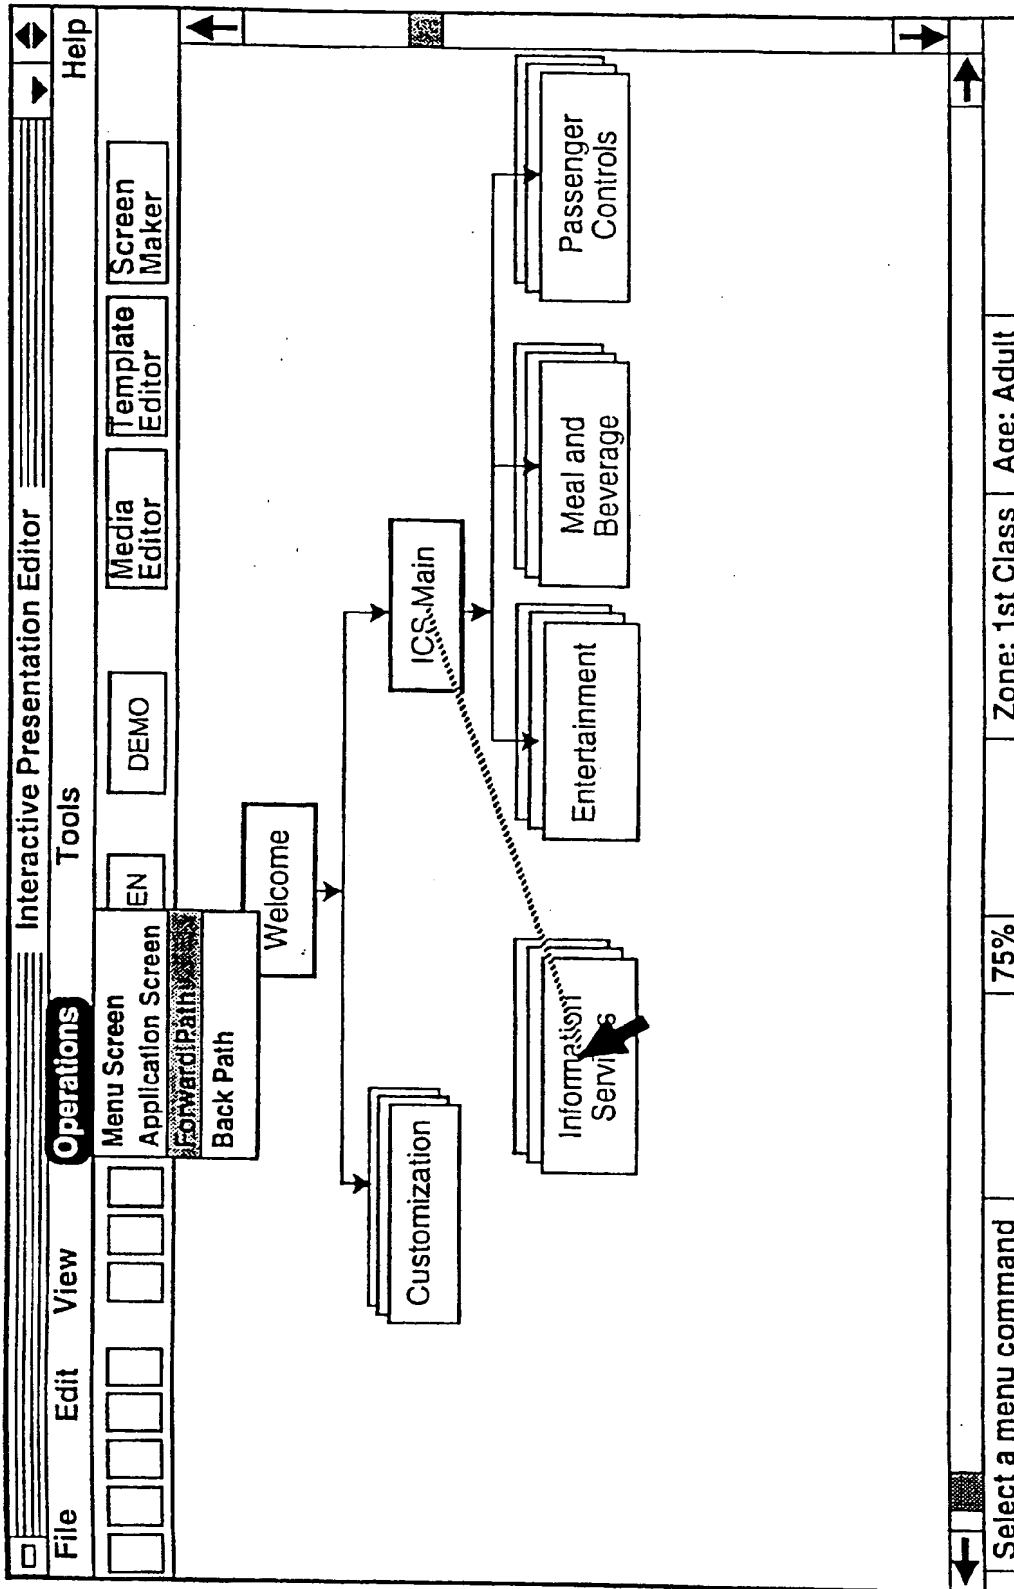 Interactive Presentation Editor
File Edit View Operations Tools Help
Menu Screen
Application Screen
Forward Path
Back Path
EN
DEMO
Media
Editor
Template
Editor
Screen
Maker
Welcome
Customization
ICS Main
Information
Services
Entertainment
Meal and
Beverage
Passenger
Controls
Select a menu command 75% Zone: 1st Class Age: Adult